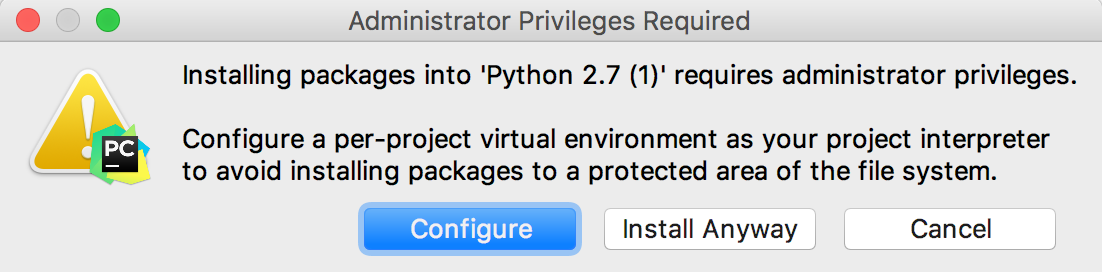 Administrator Privileges Required
Installing packages into 'Python 2.7 (1)' requires administrator privileges.
Configure a per-project virtual environment as your project interpreter
to avoid installing packages to a protected area of the file system.
PC
Configure
Install Anyway
Cancel